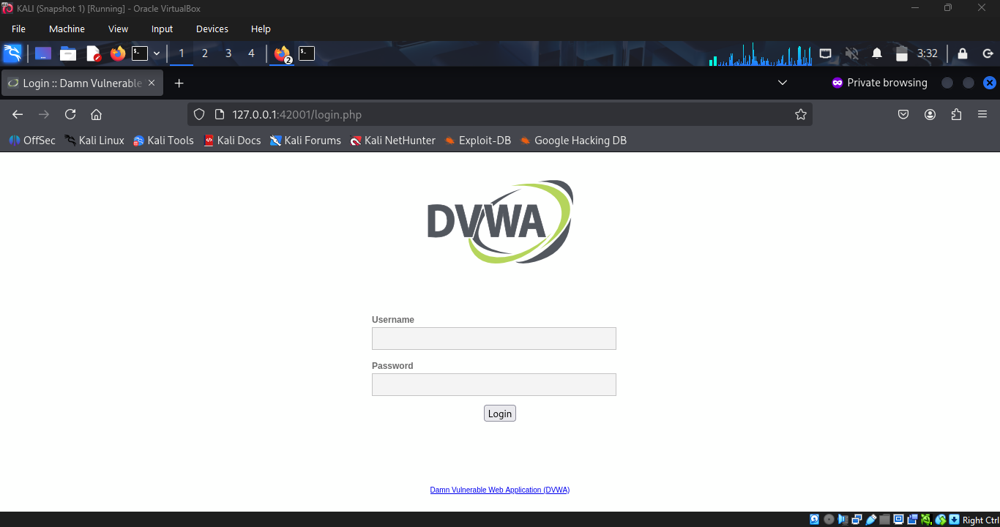 KALI (Snapshot 1) [Running] - Oracle VirtualBox
File Machine View Input Devices Help
1 2 3 4 2 3:32
Login :: Damn Vulnerable Private browsing
127.0.0.1:42001/login.php
OffSec Kali Linux Kali Tools Kali Docs Kali Forums Kali NetHunter Exploit-DB Google Hacking DB
DVWA
Username
Password
Login
Damn Vulnerable Web Application (DVWA)
Right Ctrl